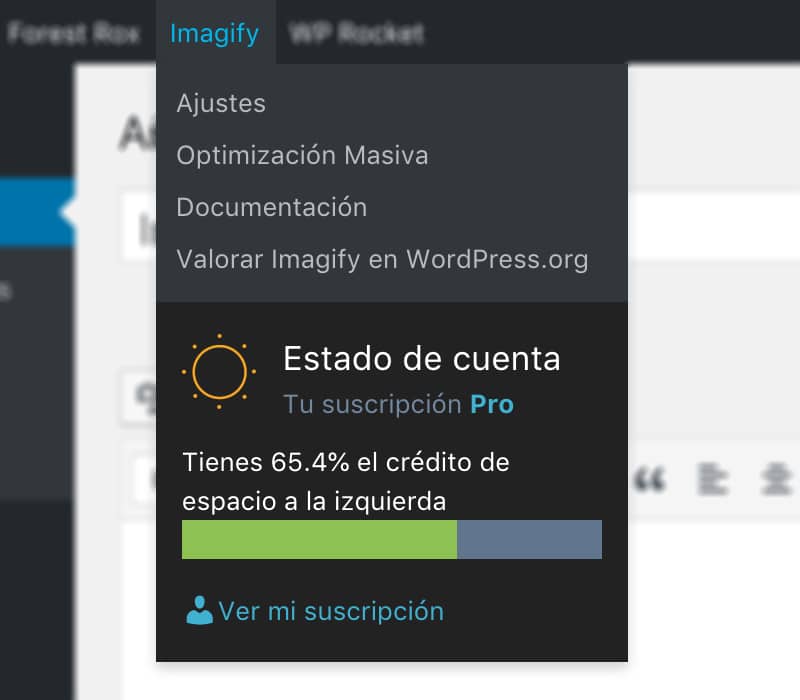 Forest Rox Imagify WP Rocket
Ajustes
Optimización Masiva
Documentación
Valorar Imagify en WordPress.org
Estado de cuenta
Tu suscripción Pro
Tienes 65.4% el crédito de
espacio a la izquierda
Ver mi suscripción